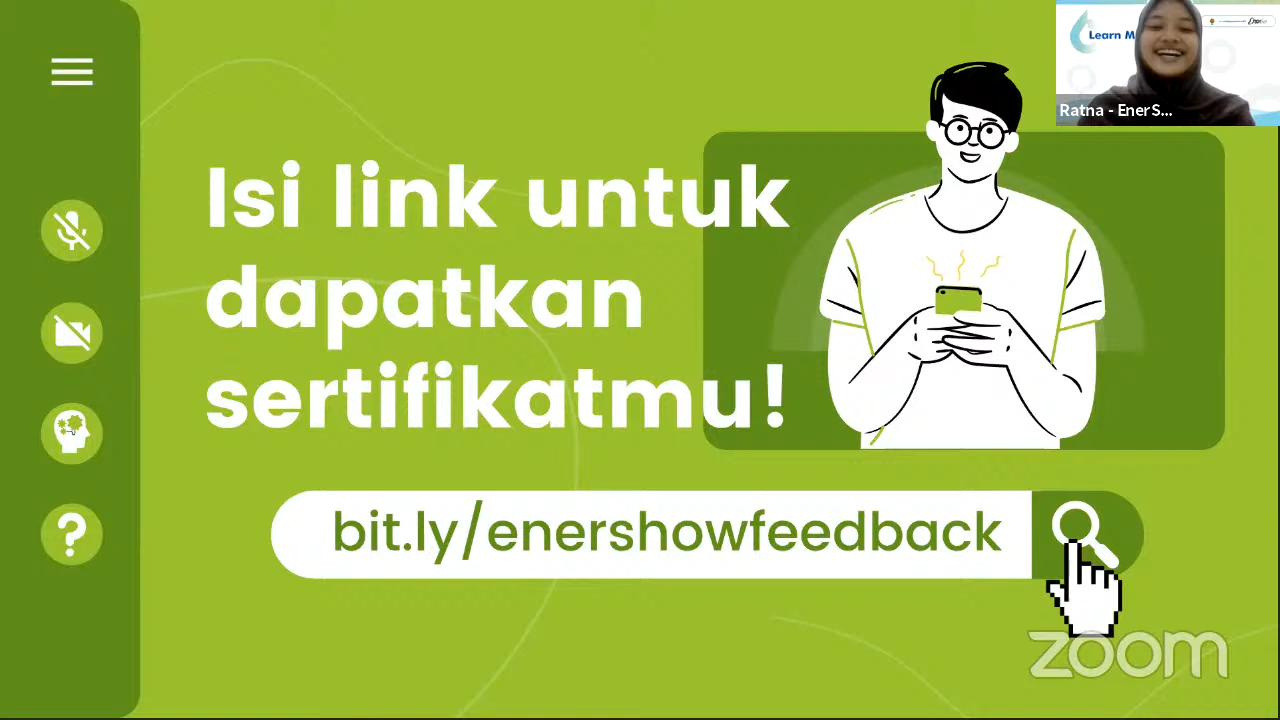 Learn M
Ratna - EnerS...
Isi link untuk
dapatkan
sertifikatmu!
bit.ly/enershowfeedback
?
zoom